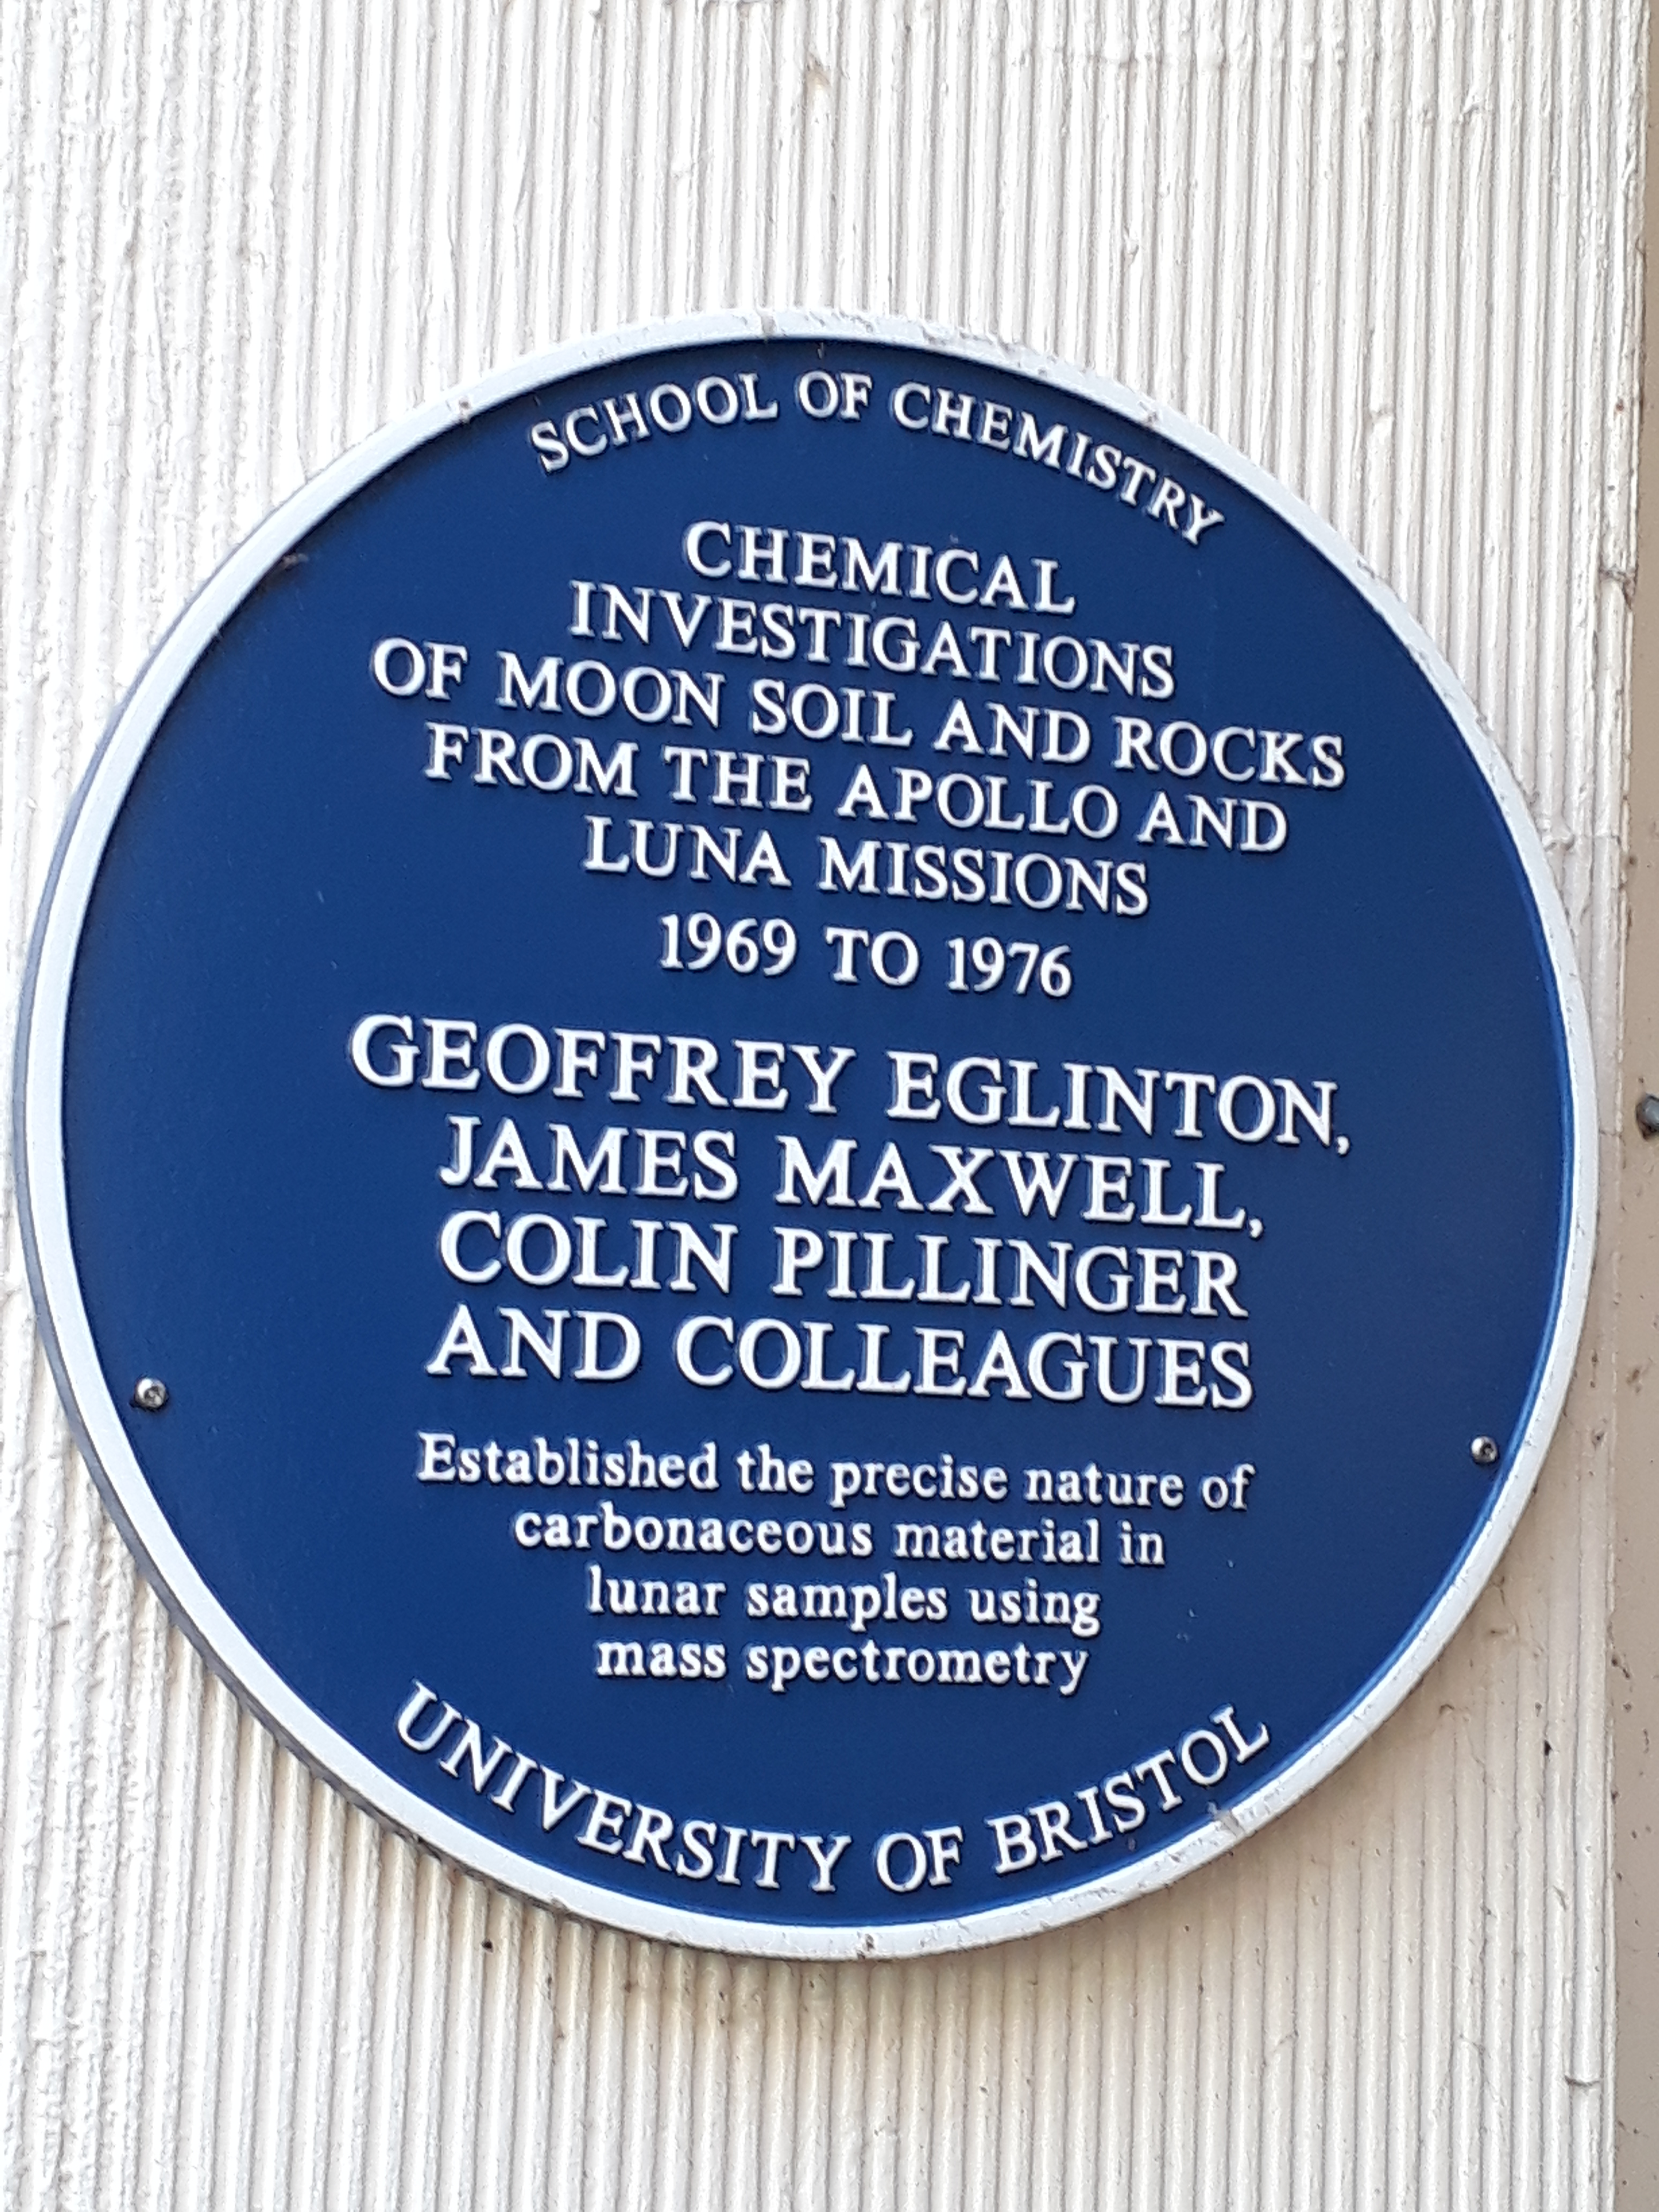 SCHOOL OF CHEMISTRY
CHEMICAL
INVESTIGATIONS
OF MOON SOIL AND ROCKS
FROM THE APOLLO AND
LUNA MISSIONS
1969 TO 1976
GEOFFREY EGLINTON,
JAMES MAXWELL,
COLIN PILLINGER
AND COLLEAGUES
Established the precise nature of
carbonaceous material in
lunar samples using
mass spectrometry
UNIVERSITY OF BRISTOL